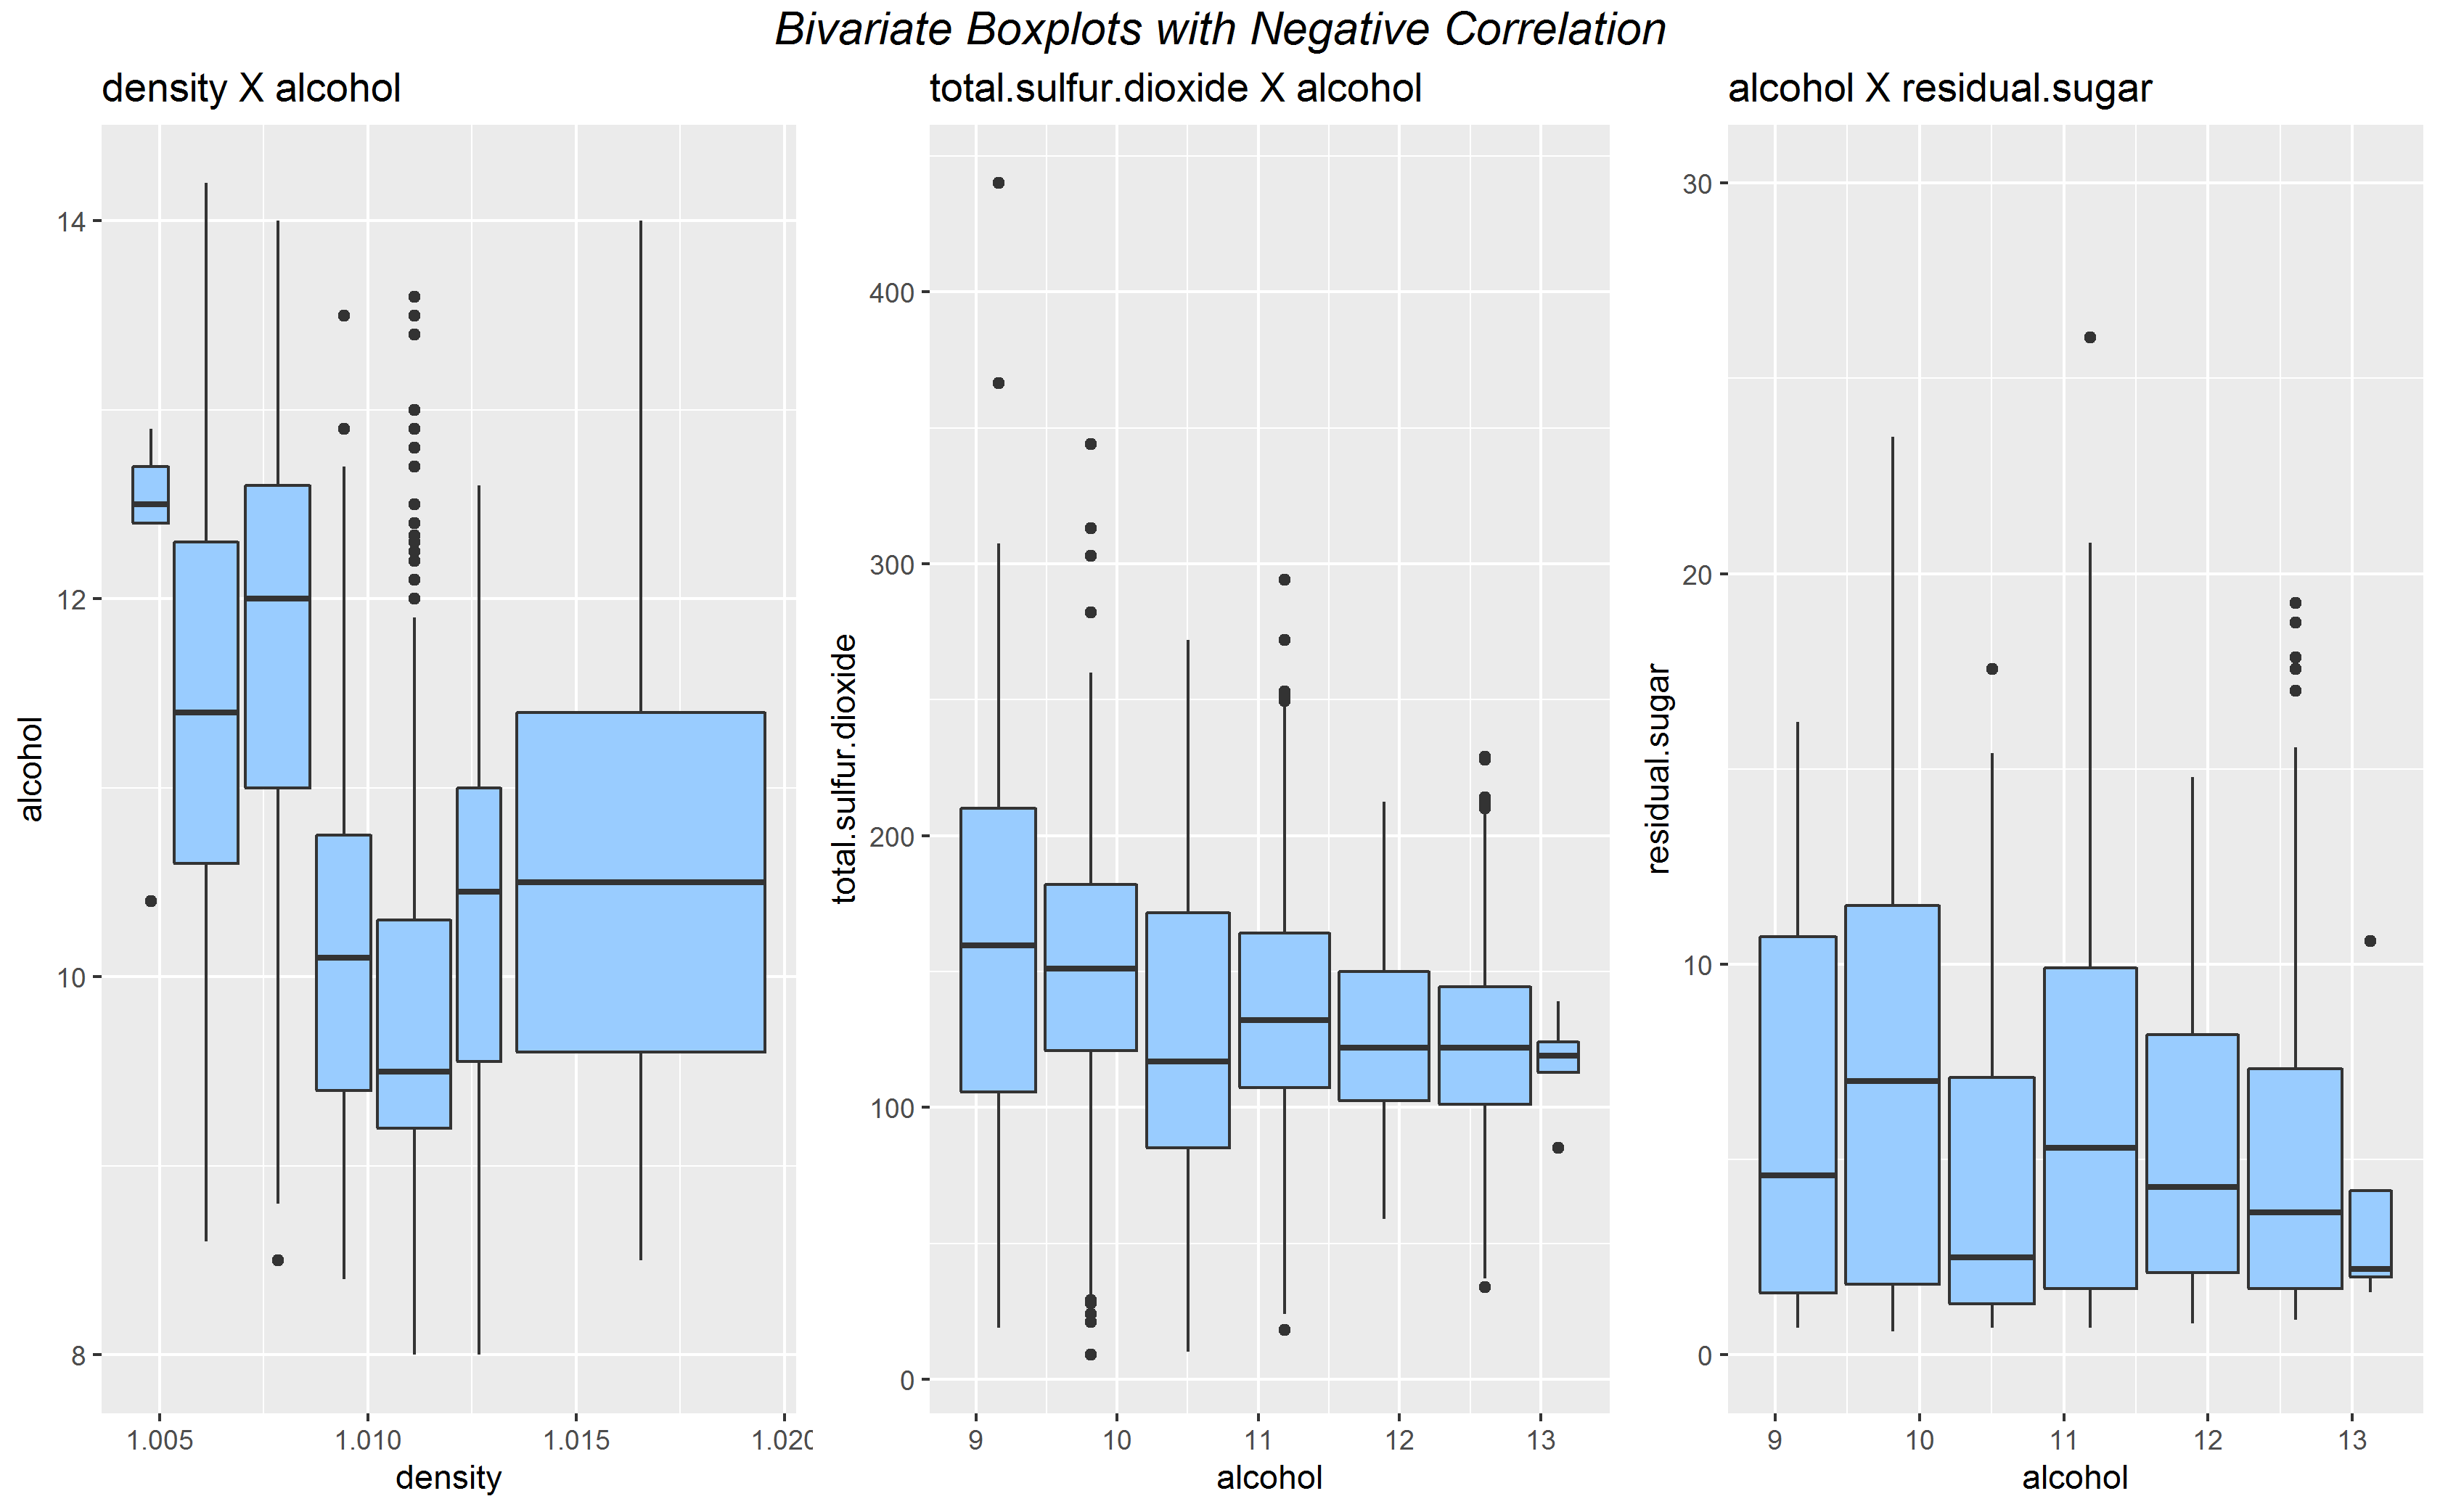 Bivariate Boxplots with Negative Correlation
density X alcohol
14
12
10
8
alcohol
1.005 1.010 1.015 1.020
density
total.sulfur.dioxide X alcohol
400
300
200
100
0
total.sulfur.dioxide
9 10 11 12 13
alcohol
alcohol X residual.sugar
30
20
10
0
residual.sugar
9 10 11 12 13
alcohol